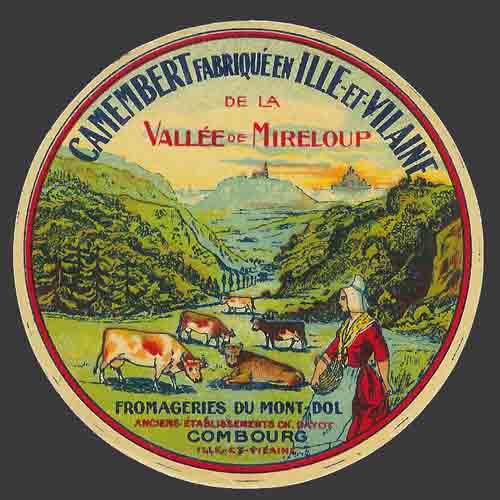 CAMEMBERT FABRIQUÉ EN ILLE-ET-VILAINE
DE LA
VALLÉE DE MIRELOUP
FROMAGERIES DU MONT-DOL
ANCIENS ÉTABLISSEMENTS CH. DAYOT
COMBOURG
ILLE-ET-VILAINE